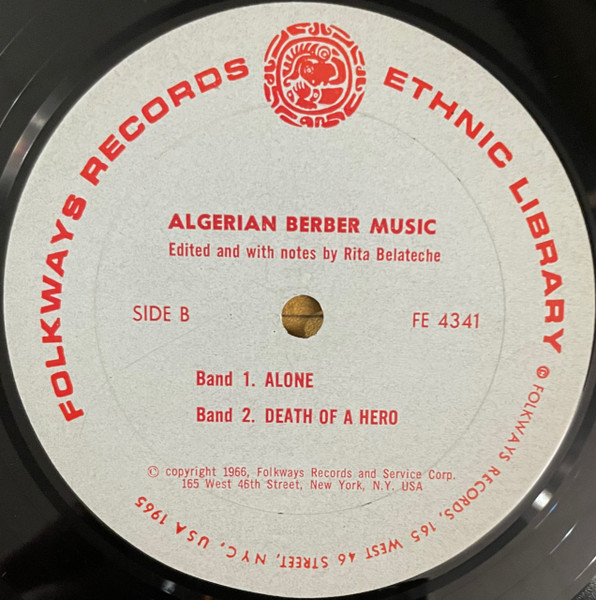 FOLKWAYS RECORDS ETHNIC LIBRARY
ALGERIAN BERBER MUSIC
Edited and with notes by Rita Belateche
SIDE B
FE 4341
Band 1. ALONE
Band 2. DEATH OF A HERO
© copyright 1966, Folkways Records and Service Corp.
165 West 46th Street, New York, N.Y. USA
℗ FOLKWAYS RECORDS, 165 WEST 46 STREET, N.Y.C, USA 1965